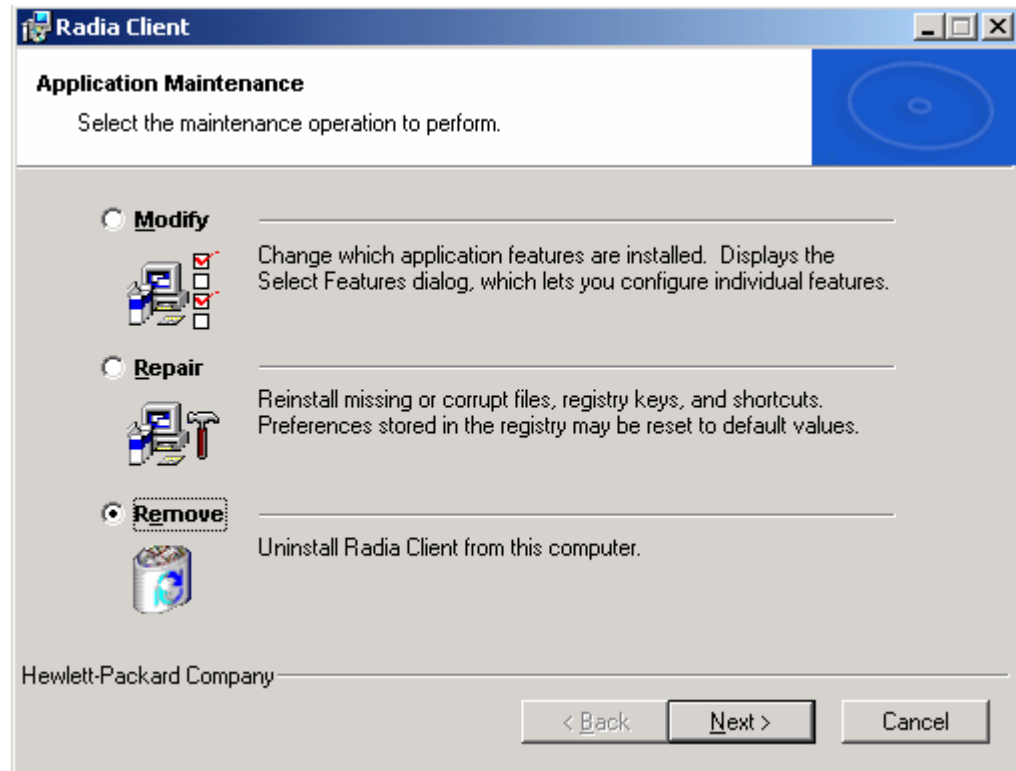 Radia Client
Application Maintenance
Select the maintenance operation to perform.
Modify
Change which application features are installed.  Displays the
Select Features dialog, which lets you configure individual features.
Repair
Reinstall missing or corrupt files, registry keys, and shortcuts.
Preferences stored in the registry may be reset to default values.
Remove
Uninstall Radia Client from this computer.
Hewlett-Packard Company
< Back
Next >
Cancel